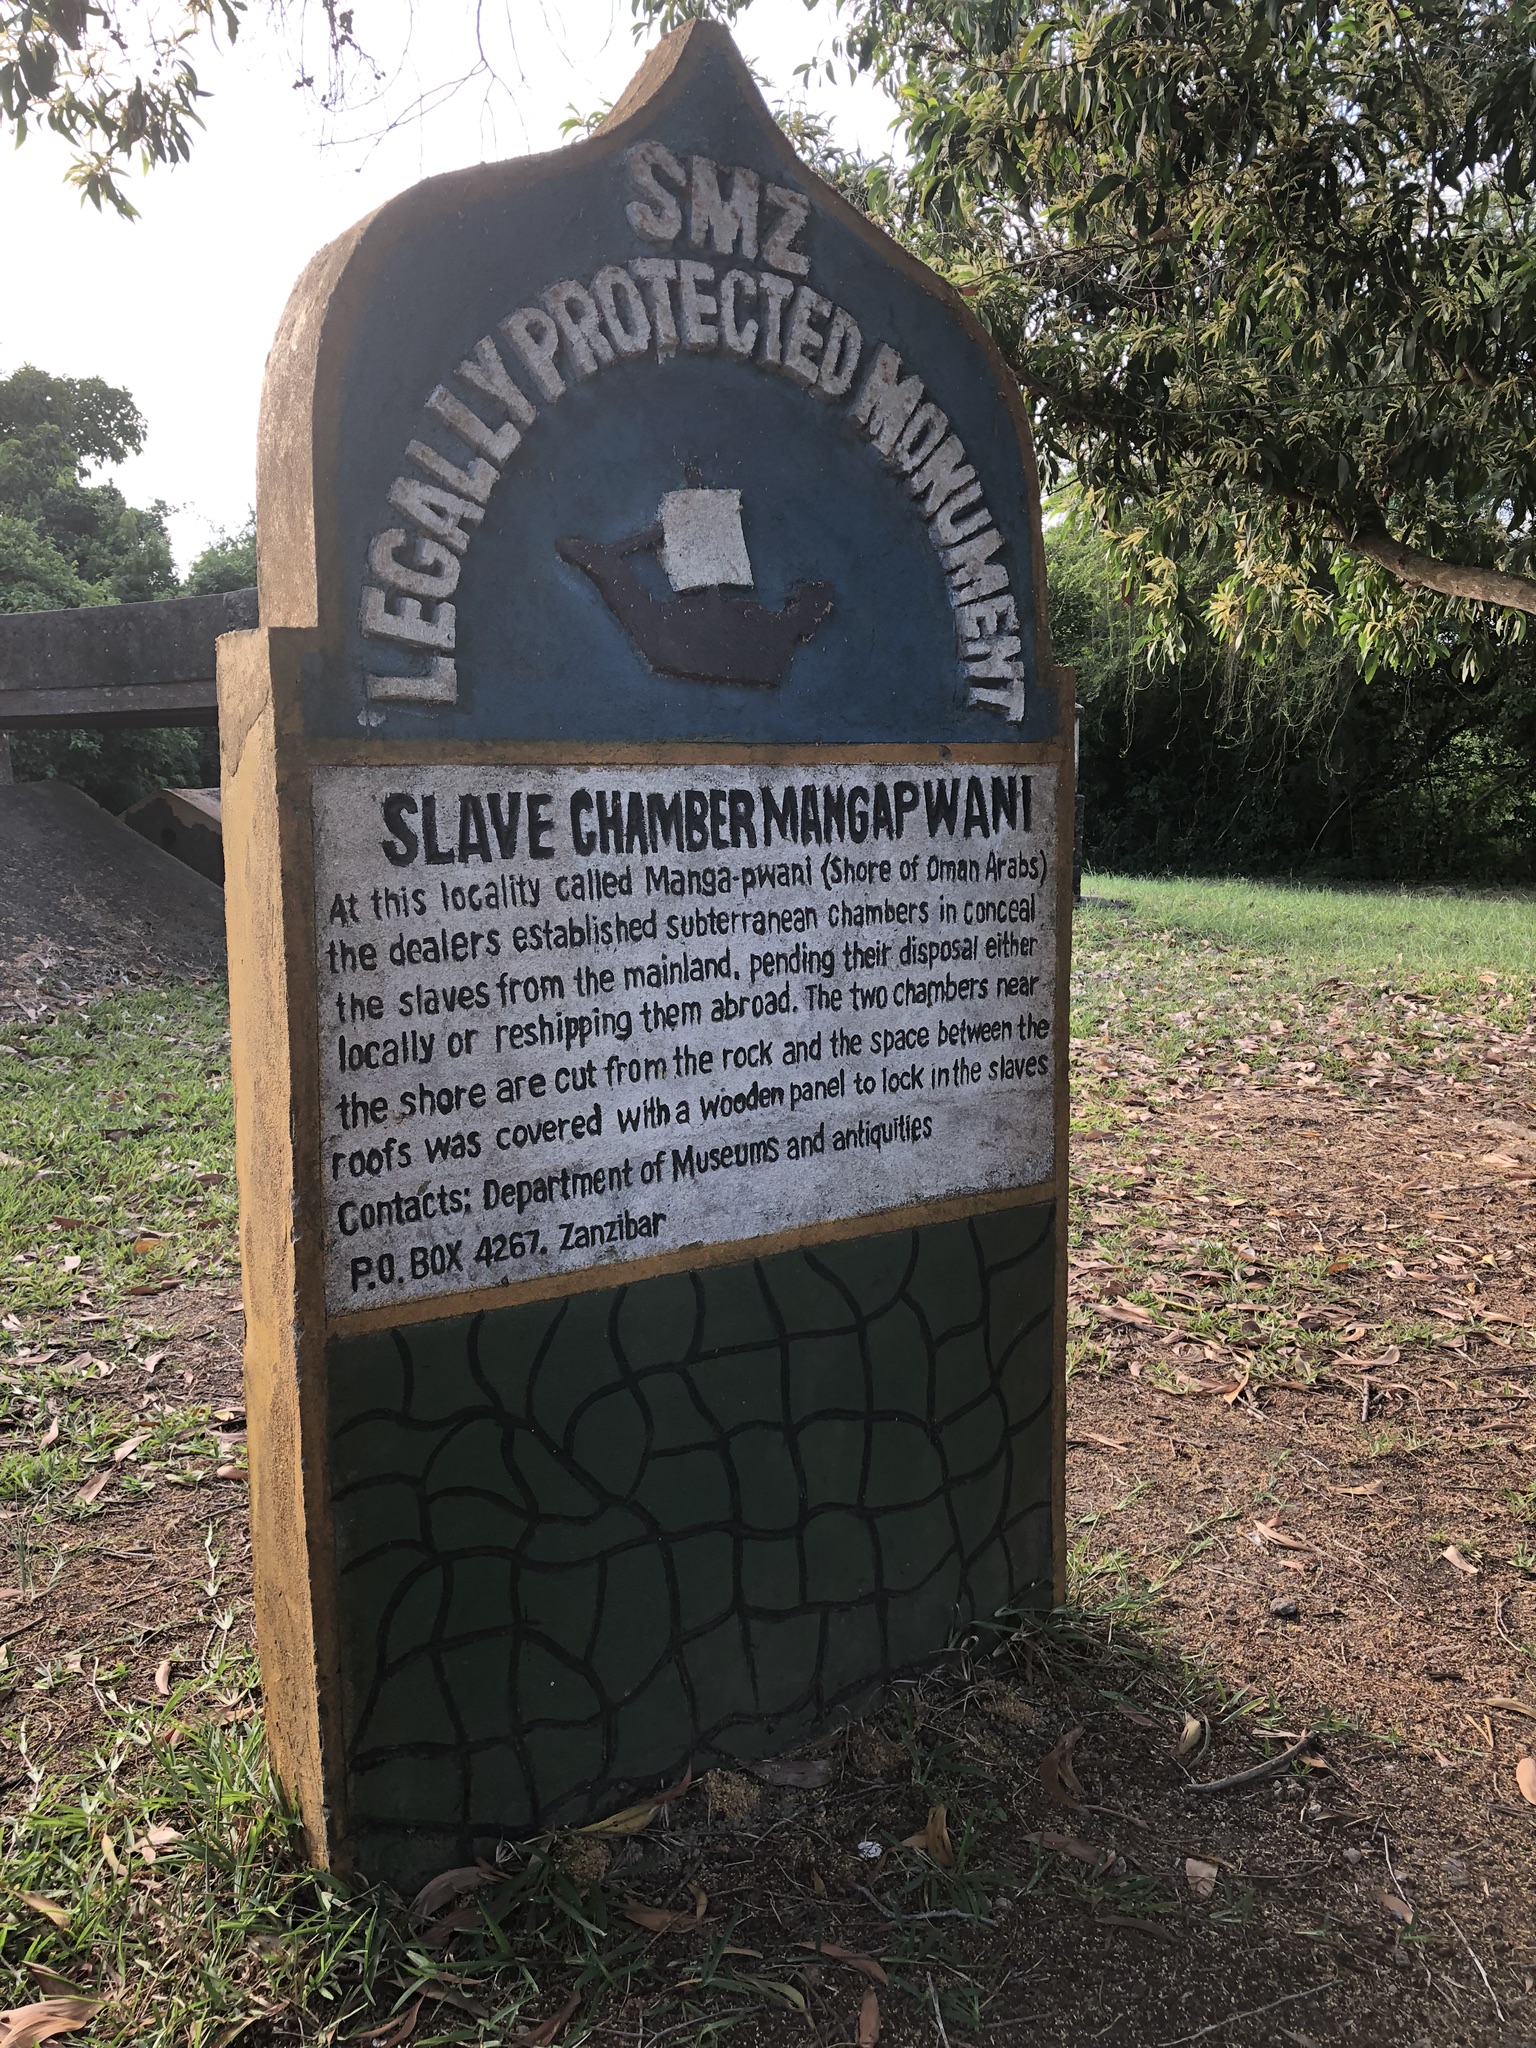 SMZ
LEGALLY PROTECTED MONUMENT
SLAVE CHAMBER MANGAPWANI
At this locality called Manga-pwani (Shore of Oman Arabs)
the dealers established subterranean chambers in conceal
the slaves from the mainland, pending their disposal either
locally or reshipping them abroad. The two chambers near
the shore are cut from the rock and the space between the
roofs was covered with a wooden panel to lock in the slaves
Contacts: Department of Museums and antiquities
P.O. BOX 4267. Zanzibar